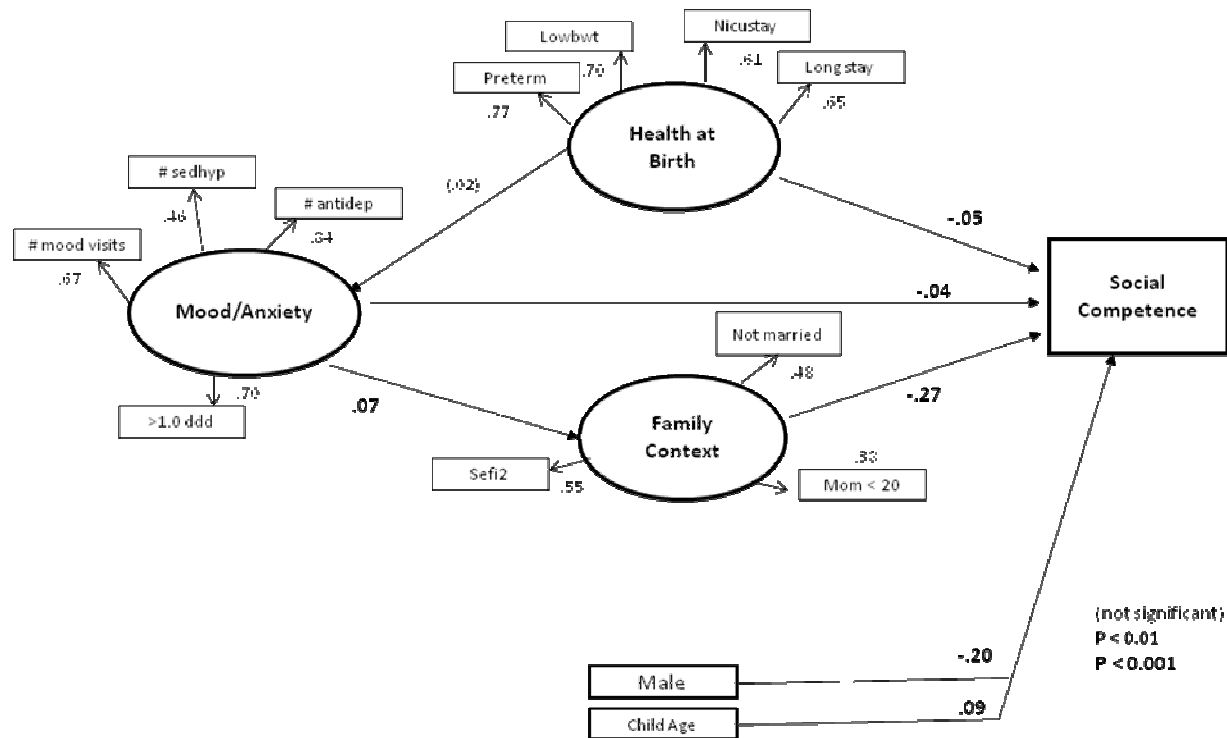 Nicustay
Lowbwt
.61
Long stay
.70
Preterm
.65
.77
Health at
Birth
# sedhyp
(.02)
# antidep
.46
-.05
# mood visits
.67
Mood/Anxiety
-.04
Social
Competence
Not married
.48
.70
.07
-.27
>1.0 ddd
Family
Context
Sefi2
.55
Mom < 20
(not significant)
P < 0.01
P < 0.001
-.20
Male
.09
Child Age